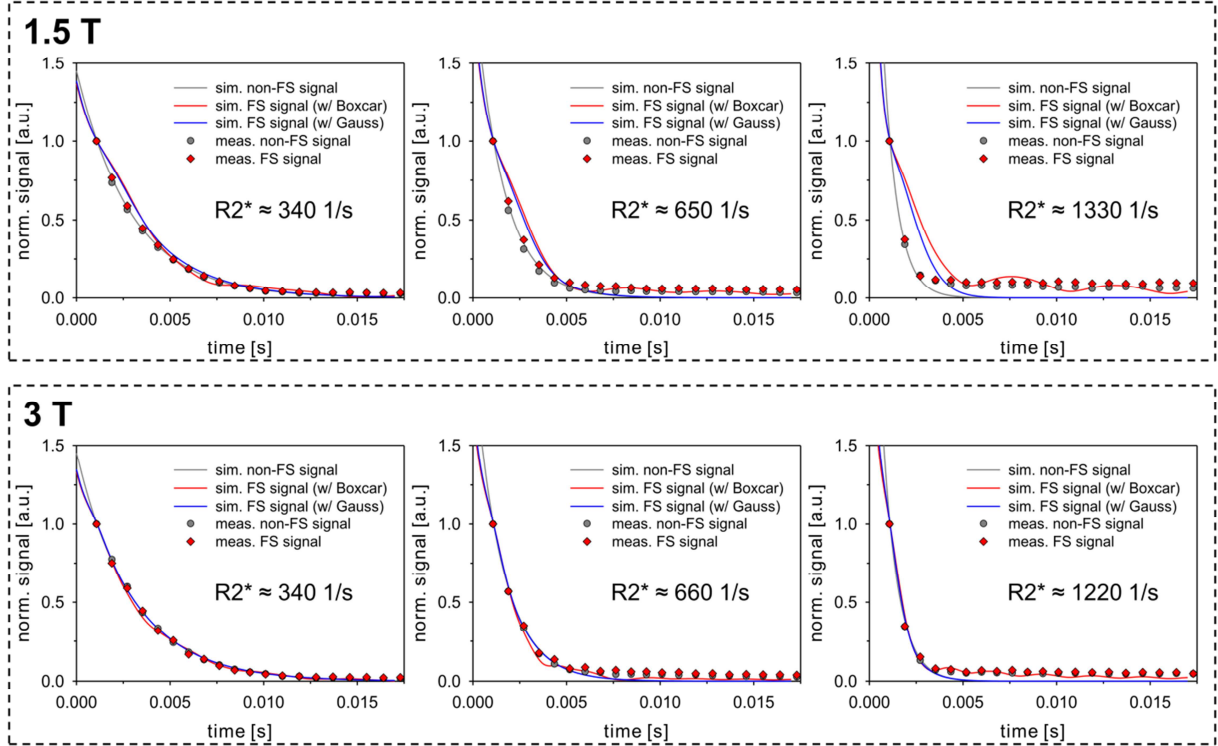 1.5 T
1.5
1.0
0.5
0.0
norm. signal [a.u.]
sim. non-FS signal
sim. FS signal (w/ Boxcar)
sim. FS signal (w/ Gauss)
meas. non-FS signal
meas. FS signal
R2* ≈ 340 1/s
0.000 0.005 0.010 0.015
time [s]
1.5
1.0
0.5
0.0
norm. signal [a.u.]
sim. non-FS signal
sim. FS signal (w/ Boxcar)
sim. FS signal (w/ Gauss)
meas. non-FS signal
meas. FS signal
R2* ≈ 650 1/s
0.000 0.005 0.010 0.015
time [s]
1.5
1.0
0.5
0.0
norm. signal [a.u.]
sim. non-FS signal
sim. FS signal (w/ Boxcar)
sim. FS signal (w/ Gauss)
meas. non-FS signal
meas. FS signal
R2* ≈ 1330 1/s
0.000 0.005 0.010 0.015
time [s]
3 T
1.5
1.0
0.5
0.0
norm. signal [a.u.]
sim. non-FS signal
sim. FS signal (w/ Boxcar)
sim. FS signal (w/ Gauss)
meas. non-FS signal
meas. FS signal
R2* ≈ 340 1/s
0.000 0.005 0.010 0.015
time [s]
1.5
1.0
0.5
0.0
norm. signal [a.u.]
sim. non-FS signal
sim. FS signal (w/ Boxcar)
sim. FS signal (w/ Gauss)
meas. non-FS signal
meas. FS signal
R2* ≈ 660 1/s
0.000 0.005 0.010 0.015
time [s]
1.5
1.0
0.5
0.0
norm. signal [a.u.]
sim. non-FS signal
sim. FS signal (w/ Boxcar)
sim. FS signal (w/ Gauss)
meas. non-FS signal
meas. FS signal
R2* ≈ 1220 1/s
0.000 0.005 0.010 0.015
time [s]